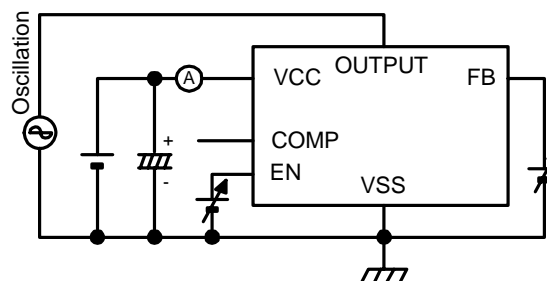 Oscillation
A
VCC
OUTPUT
FB
+
COMP
-
EN
VSS